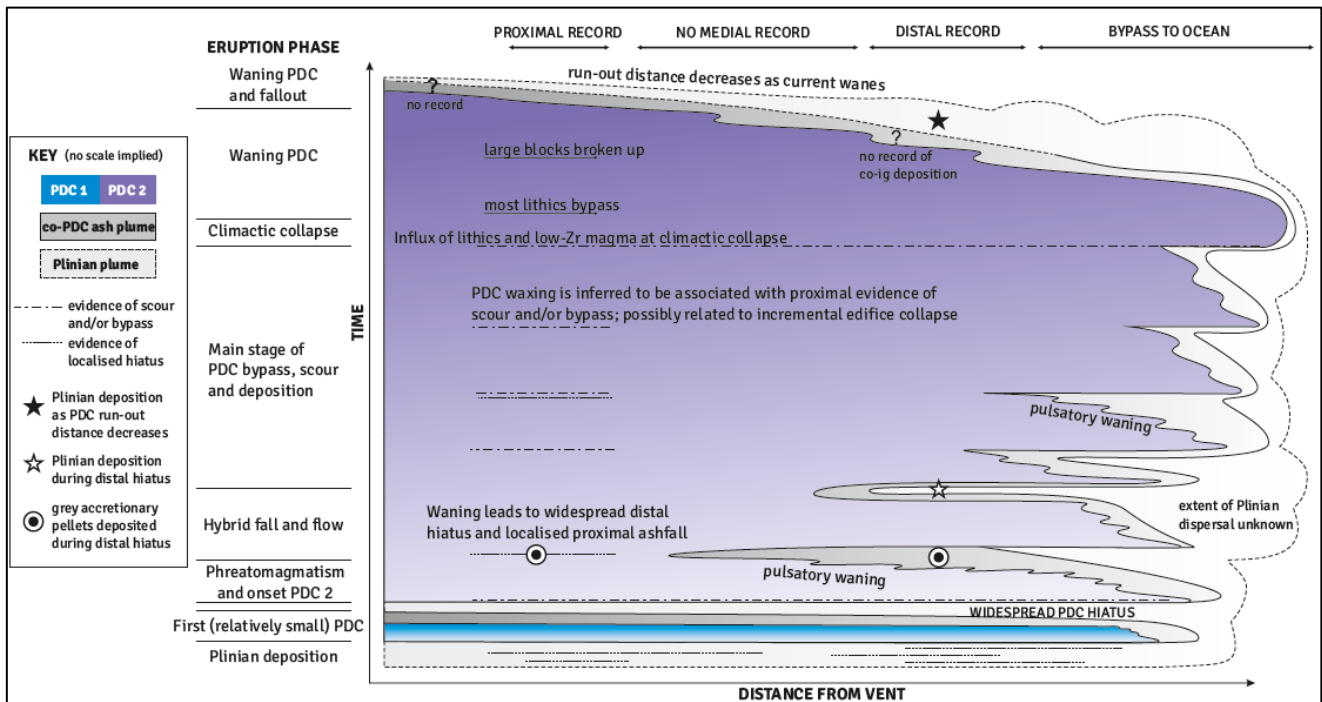 PROXIMAL RECORD
NO MEDIAL RECORD
DISTAL RECORD
BYPASS TO OCEAN
ERUPTION PHASE
Waning PDC
and fallout
Waning PDC
Climactic collapse
Main stage of
PDC bypass, scour
and deposition
Hybrid fall and flow
Phreatomagmatism
and onset PDC 2
First (relatively small) PDC
Plinian deposition
KEY (no scale implied)
PDC 1
PDC 2
co-PDC ash plume
Plinian plume
evidence of scour
and/or bypass
evidence of
localised hiatus
Plinian deposition
as PDC run-out
distance decreases
Plinian deposition
during distal hiatus
grey accretionary
pellets deposited
during distal hiatus
TIME
run-out distance decreases as current wanes
?
no record
large blocks broken up
?
no record of
co-ig deposition
most lithics bypass
Influx of lithics and low-Zr magma at climactic collapse
PDC waxing is inferred to be associated with proximal evidence of
scour and/or bypass; possibly related to incremental edifice collapse
pulsatory waning
Waning leads to widespread distal
hiatus and localised proximal ashfall
extent of Plinian
dispersal unknown
pulsatory waning
WIDESPREAD PDC HIATUS
DISTANCE FROM VENT